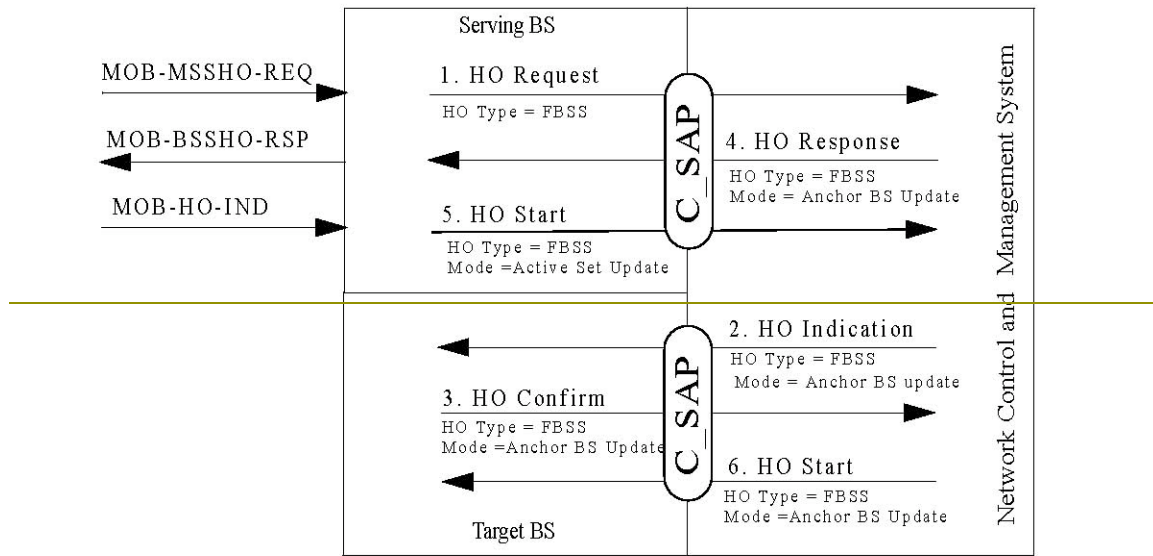 Serving BS
MOB-MSSHO-REQ
1. HO Request
HO Type = FBSS
MOB-BSSHO-RSP
4. HO Response
HO Type = FBSS
Mode = Anchor BS Update
MOB-HO-IND
5. HO Start
HO Type = FBSS
Mode =Active Set Update
C_SAP
Network Control and Management System
2. HO Indication
HO Type = FBSS
Mode = Anchor BS update
3. HO Confirm
HO Type = FBSS
Mode =Anchor BS Update
C_SAP
6. HO Start
HO Type = FBSS
Mode =Anchor BS Update
Target BS